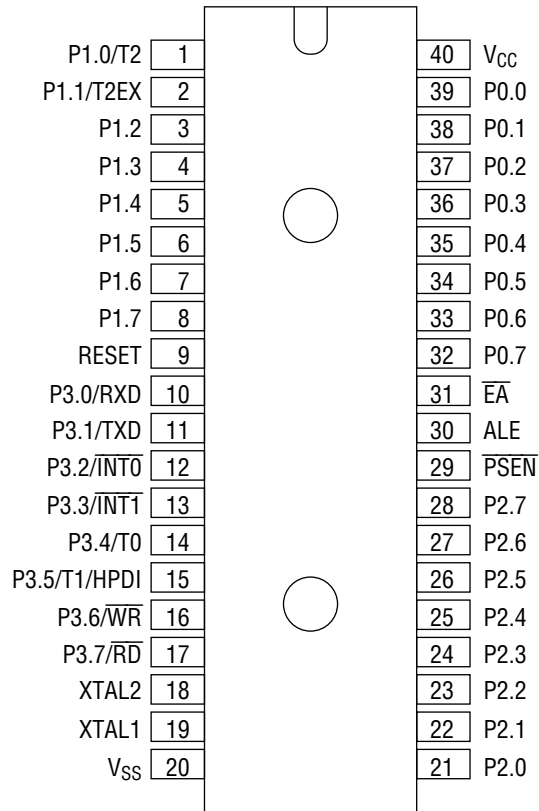 P1.0/T2 1 40 VCC
P1.1/T2EX 2 39 P0.0
P1.2 3 38 P0.1
P1.3 4 37 P0.2
P1.4 5 36 P0.3
P1.5 6 35 P0.4
P1.6 7 34 P0.5
P1.7 8 33 P0.6
RESET 9 32 P0.7
P3.0/RXD 10 31 E̅A̅
P3.1/TXD 11 30 ALE
P3.2/I̅N̅T̅0̅ 12 29 P̅S̅E̅N̅
P3.3/I̅N̅T̅1̅ 13 28 P2.7
P3.4/T0 14 27 P2.6
P3.5/T1/HPDI 15 26 P2.5
P3.6/W̅R̅ 16 25 P2.4
P3.7/R̅D̅ 17 24 P2.3
XTAL2 18 23 P2.2
XTAL1 19 22 P2.1
VSS 20 21 P2.0